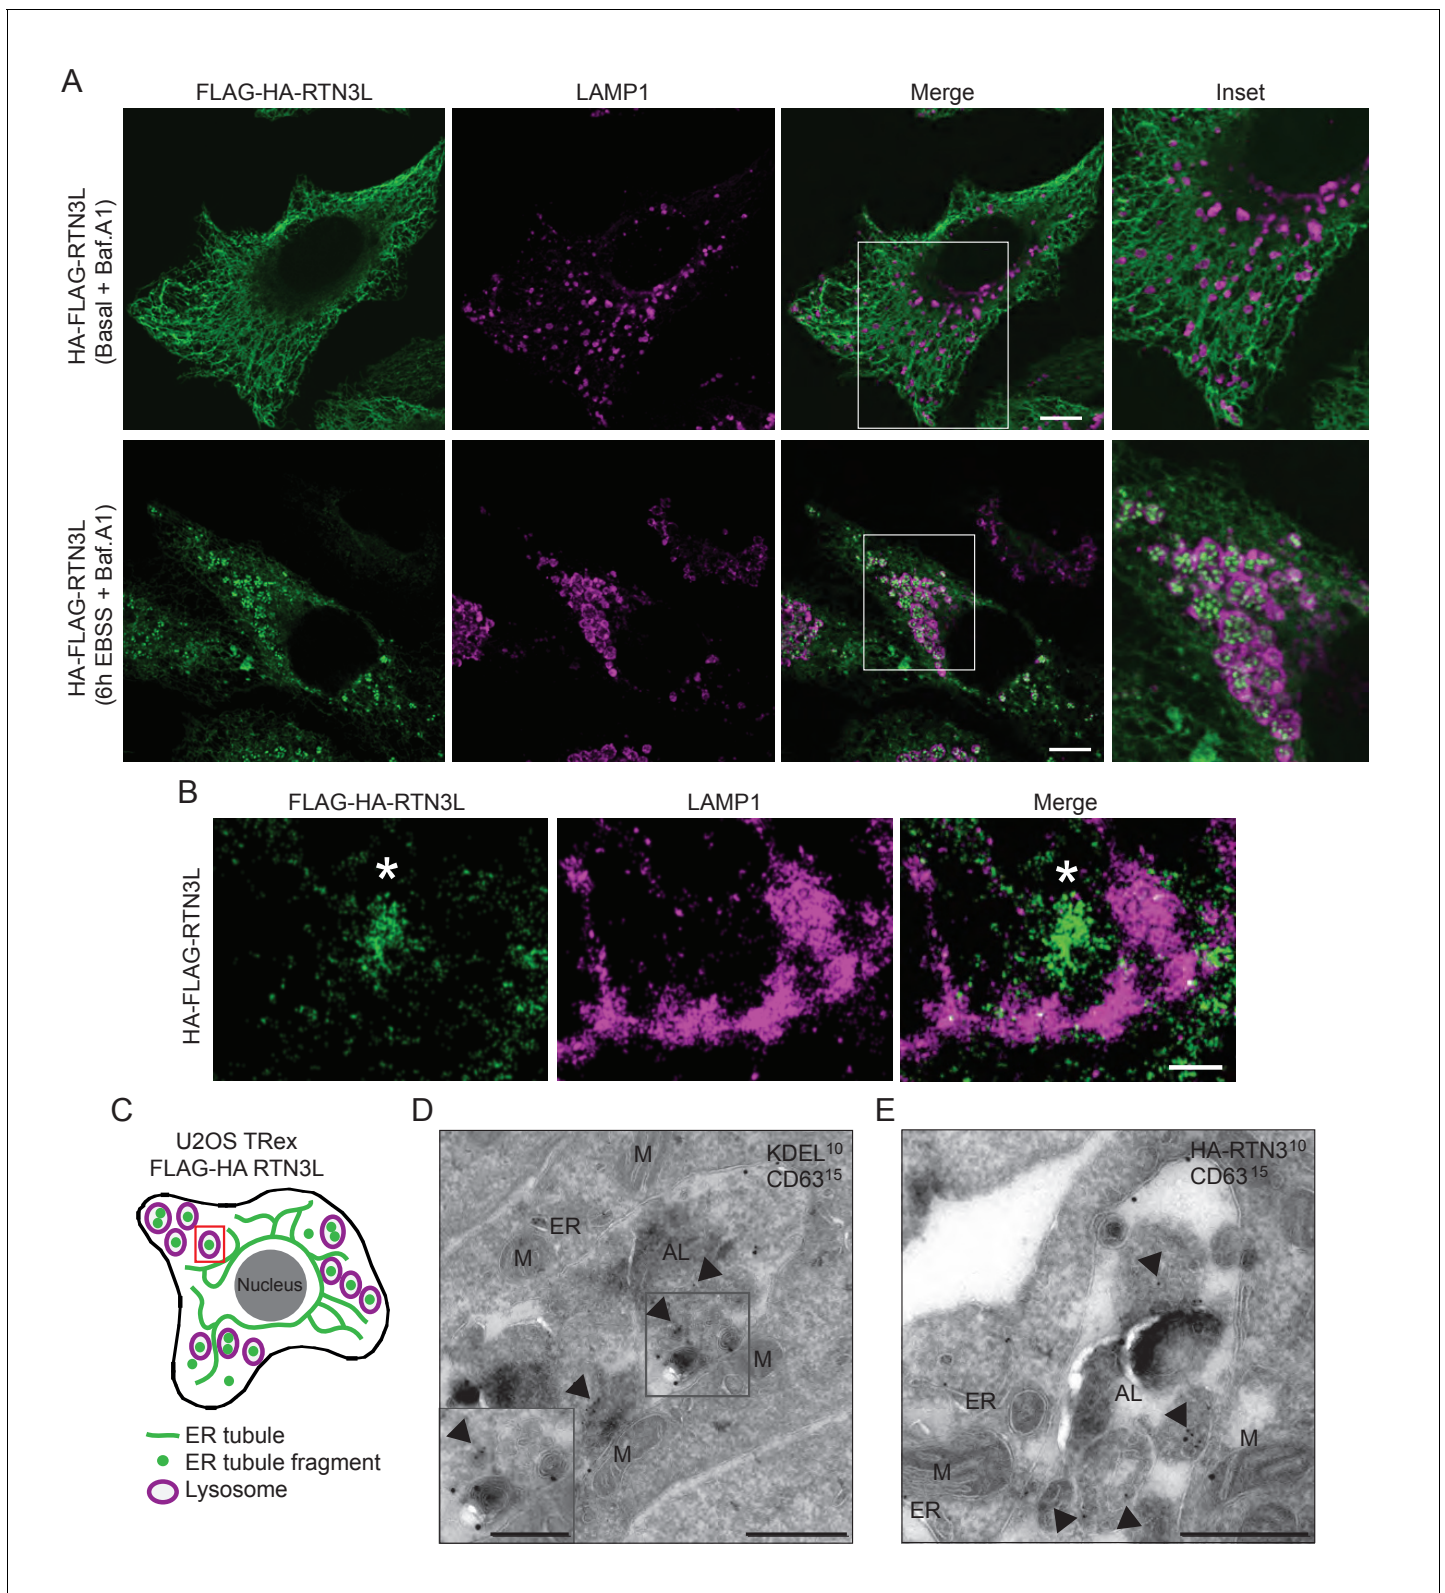 A
FLAG-HA-RTN3L
LAMP1
Merge
Inset
HA-FLAG-RTN3L
(Basal + Baf.A1)
HA-FLAG-RTN3L
(6h EBSS + Baf.A1)
B
FLAG-HA-RTN3L
LAMP1
Merge
HA-FLAG-RTN3L
*
*
C
U2OS TRex
FLAG-HA RTN3L
Nucleus
ER tubule
ER tubule fragment
Lysosome
D
KDEL¹⁰
CD63¹⁵
M
ER
M
AL
M
M
E
HA-RTN3¹⁰
CD63¹⁵
AL
ER
M
M
ER